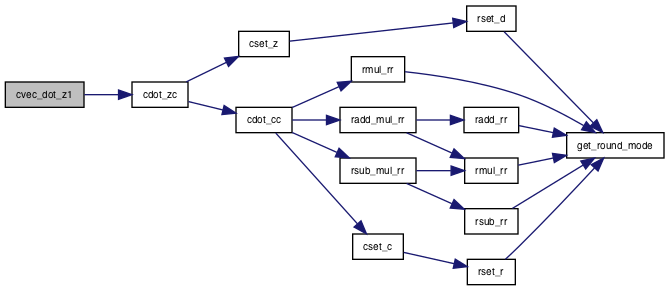 cvec_dot_z1
cdot_zc
cset_z
cdot_cc
rset_d
rmul_rr
radd_mul_rr
rsub_mul_rr
cset_c
radd_rr
rmul_rr
rsub_rr
rset_r
get_round_mode